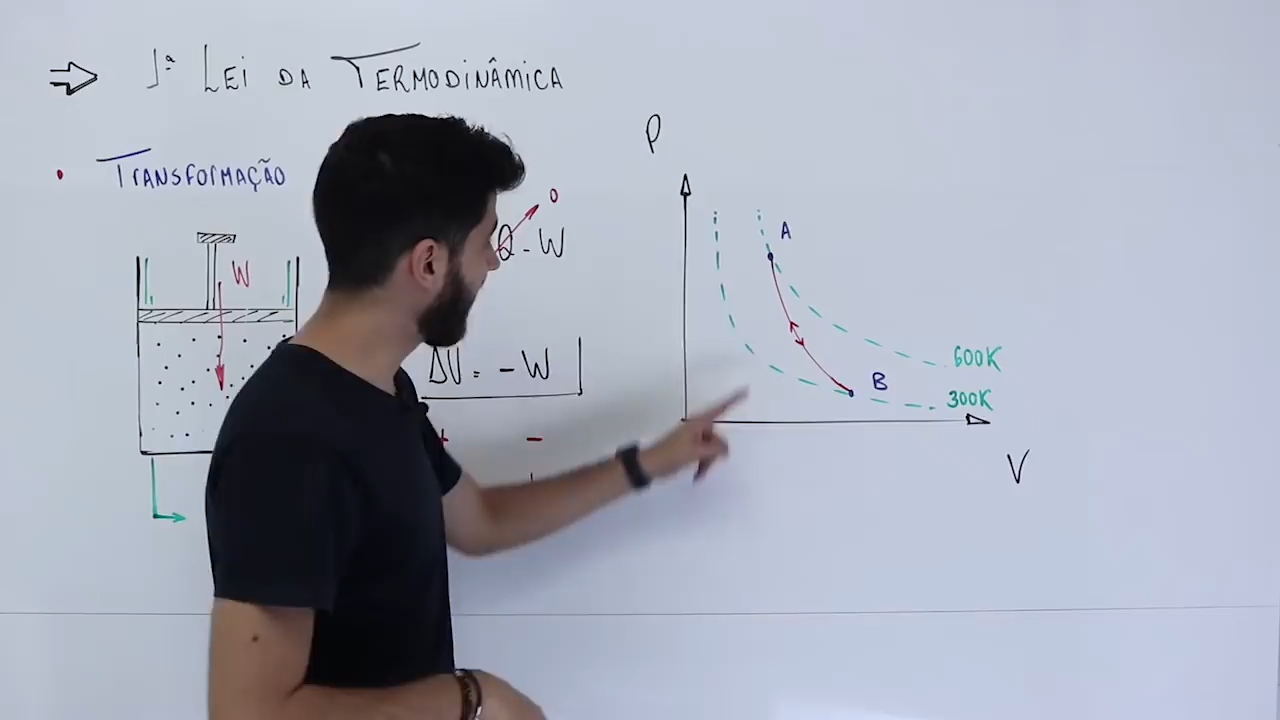 ⇒ 1ª LEI DA TERMODINÂMICA
• TRANSFORMAÇÃO
W
Q - W
0
ΔU = - W
+ -
+
P
A
B
600K
300K
V